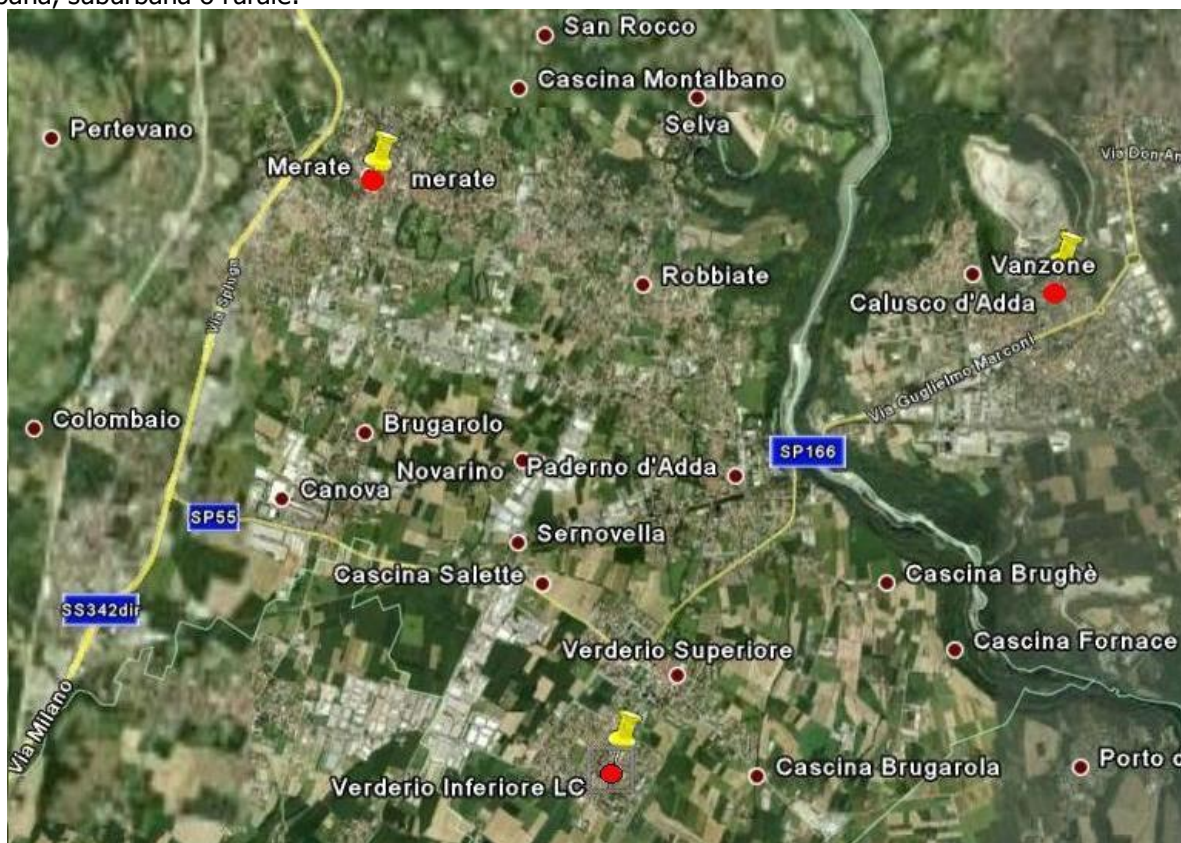 suburbana o rurale.
San Rocco
Cascina Montalbano
Selva
Pertevano
Via Don An
Merate
merate
Vanzone
Robbiate
Calusco d'Adda
Via Spluga
Via Guglielmo Marconi
Colombaio
Brugarolo
SP166
Novarino
Paderno d'Adda
Canova
SP55
Sernovella
Cascina Salette
Cascina Brughè
SS342dir
Cascina Fornace
Verderio Superiore
Via Milano
Porto d
Cascina Brugarola
Verderio Inferiore LC